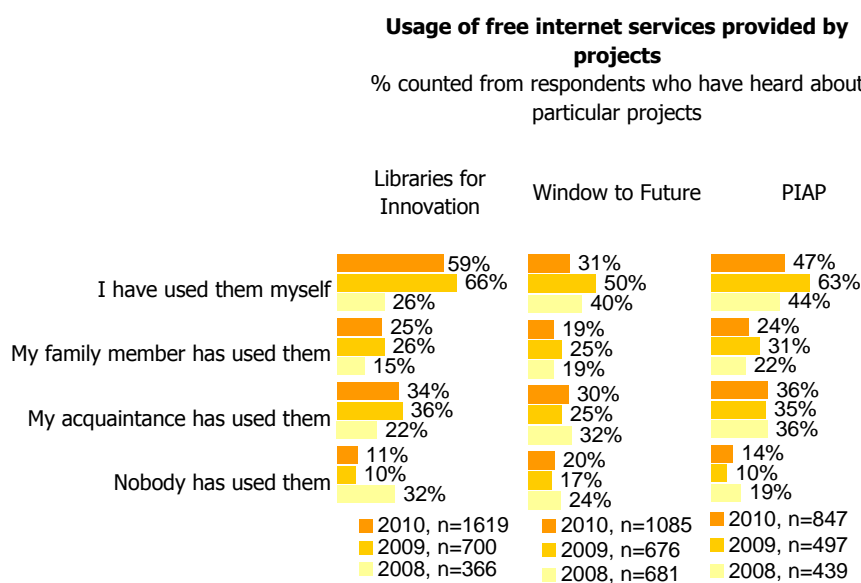 Usage of free internet services provided by
projects
% counted from respondents who have heard about
particular projects
Libraries for
Innovation
Window to Future
PIAP
I have used them myself
59%
66%
26%
31%
50%
40%
47%
63%
44%
My family member has used them
25%
26%
15%
19%
25%
19%
24%
31%
22%
My acquaintance has used them
34%
36%
22%
30%
25%
32%
36%
35%
36%
Nobody has used them
11%
10%
32%
20%
17%
24%
14%
10%
19%
2010, n=1619
2009, n=700
2008, n=366
2010, n=1085
2009, n=676
2008, n=681
2010, n=847
2009, n=497
2008, n=439